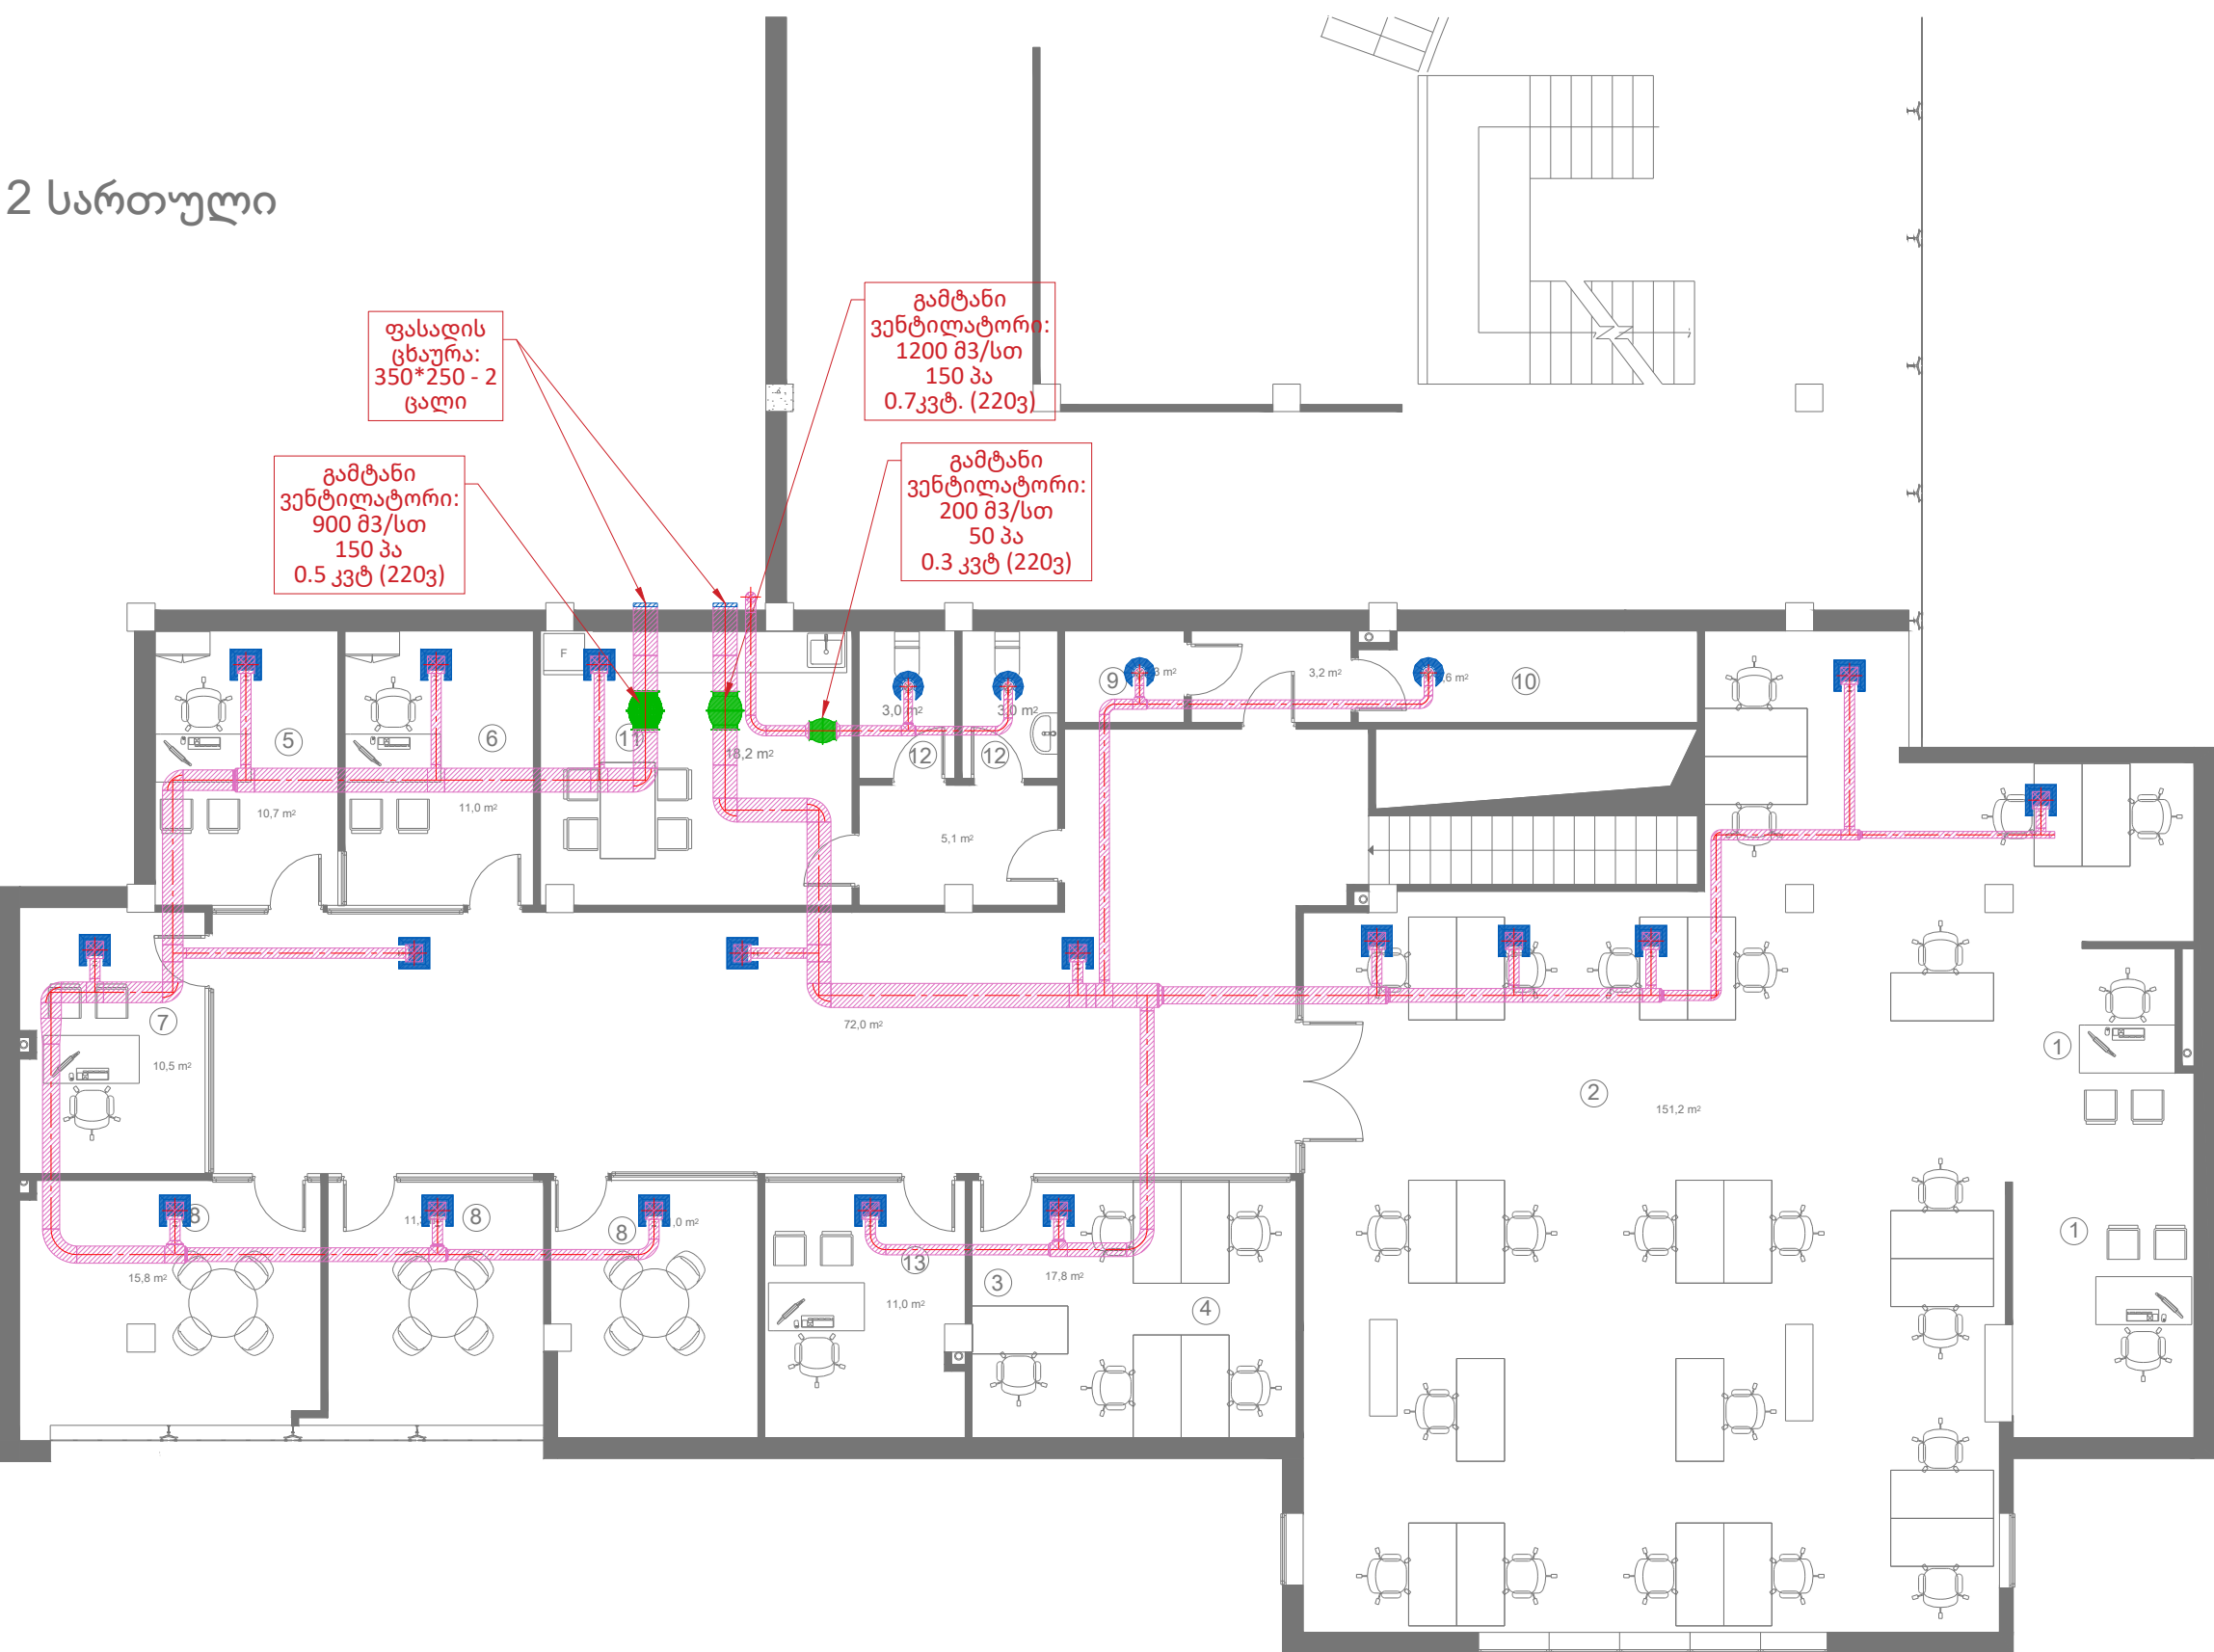 2 სართული
გამტანი
ვენტილატორი:
1200 მ3/სთ
150 პა
0.7კვტ. (220ვ)
ფასადის
ცხაურა:
350*250 - 2
ცალი
გამტანი
ვენტილატორი:
900 მ3/სთ
150 პა
0.5 კვტ (220ვ)
გამტანი
ვენტილატორი:
200 მ3/სთ
50 პა
0.3 კვტ (220ვ)
F
9
3,2 m²
10
3,0 m²
3,0 m²
5
6
11
18,2 m²
12
12
10,7 m²
11,0 m²
5,1 m²
7
72,0 m²
10,5 m²
1
2
151,2 m²
8
8
8
1
13
3
4
15,8 m²
17,8 m²
11,0 m²